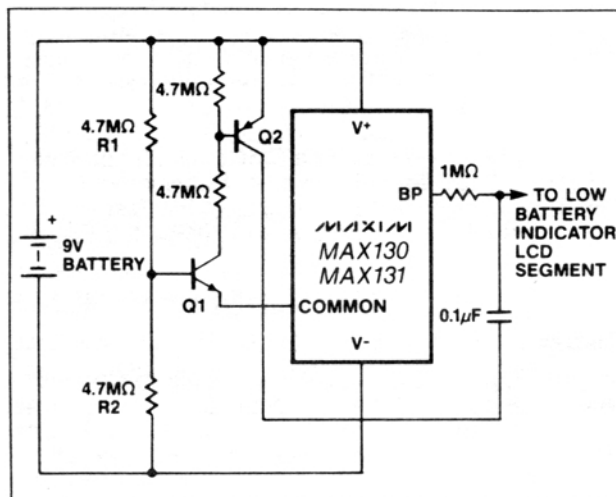 4.7MΩ
4.7MΩ
R1
Q2
V+
4.7MΩ
1MΩ
BP
TO LOW
BATTERY
INDICATOR
LCD
SEGMENT
+
9V
BATTERY
MAXIM
MAX130
MAX131
Q1
COMMON
0.1μF
V-
4.7MΩ
R2